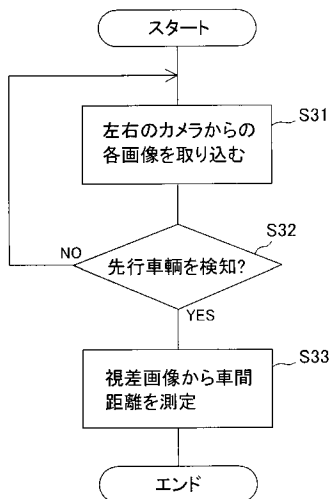 スタート
S31
左右のカメラからの
各画像を取り込む
S32
NO
先行車輌を検知?
YES
S33
視差画像から車間
距離を測定
エンド